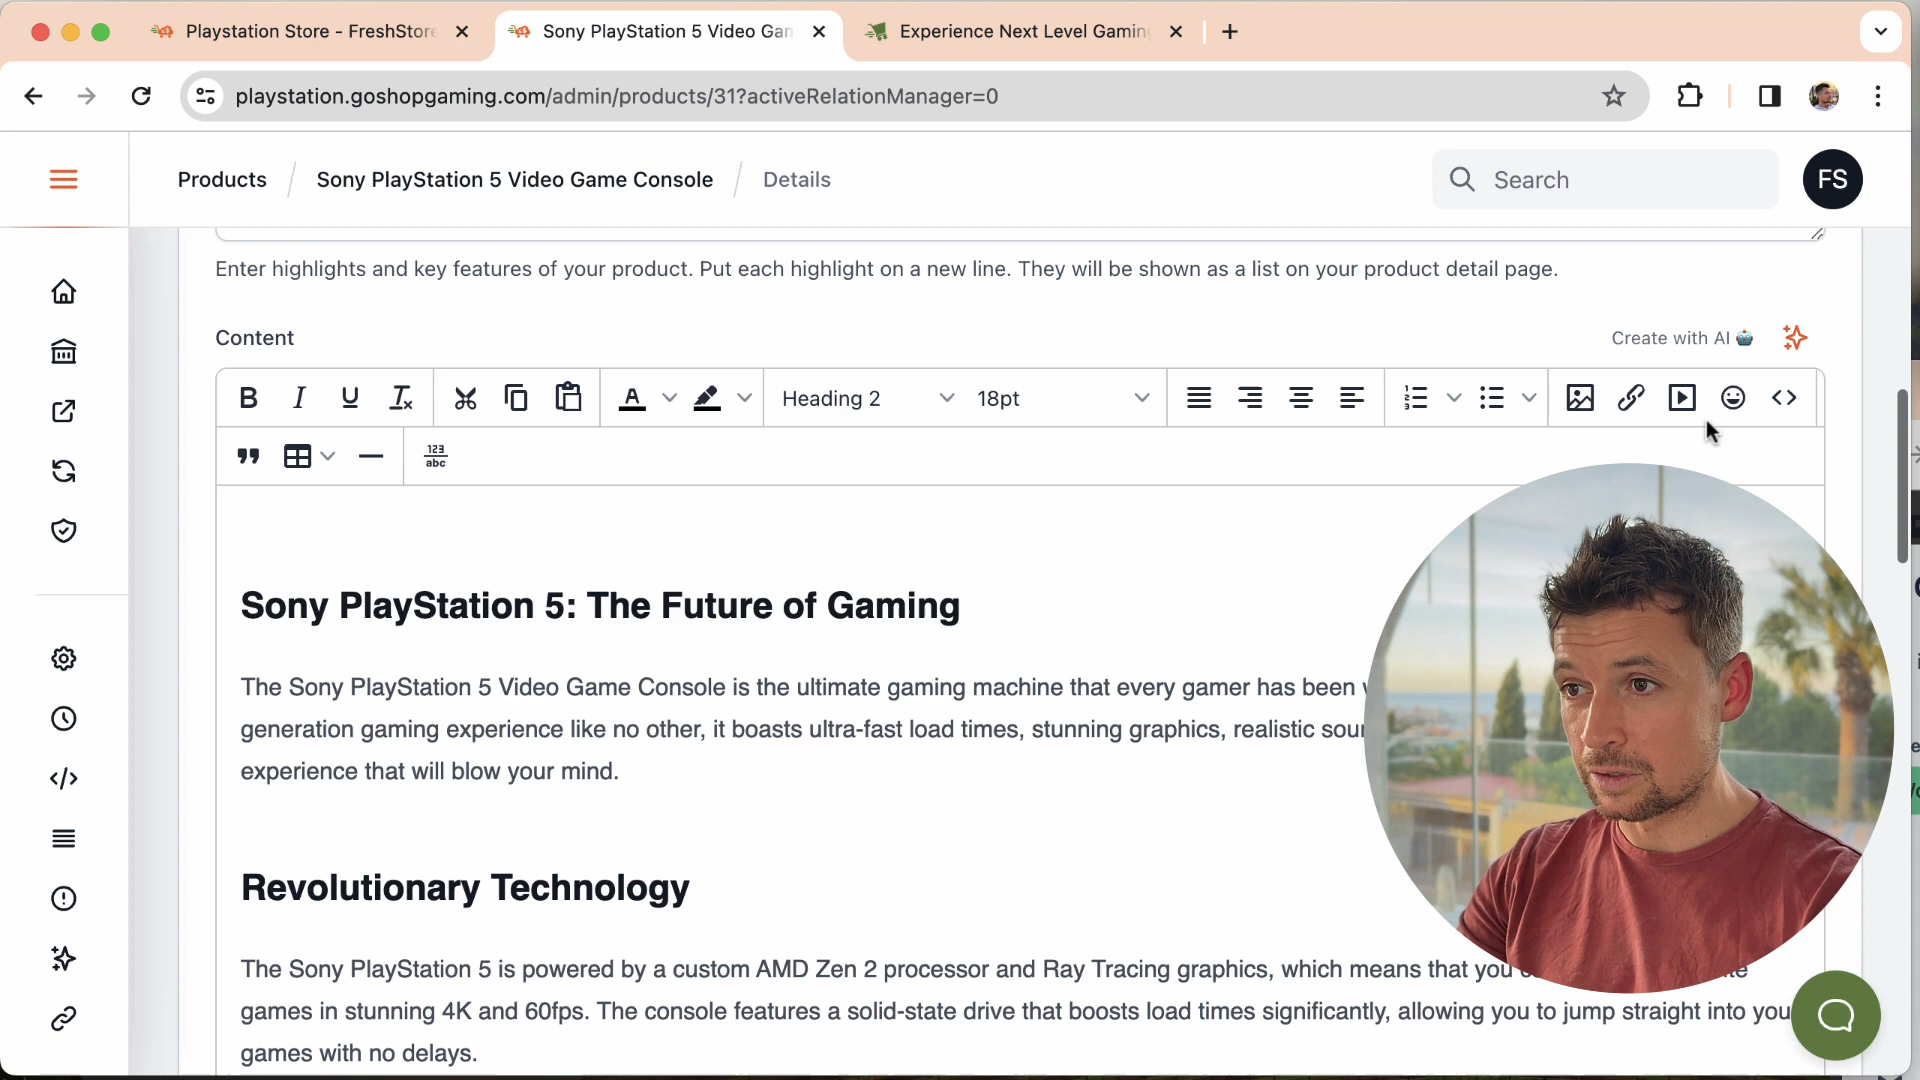 Playstation Store - FreshStore
Sony PlayStation 5 Video Gam
Experience Next Level Gaming
playstation.goshopgaming.com/admin/products/31?activeRelationManager=0
Products / Sony PlayStation 5 Video Game Console / Details
Search
FS
Enter highlights and key features of your product. Put each highlight on a new line. They will be shown as a list on your product detail page.
Content
Create with AI
B I U
A
Heading 2
18pt
123
abc
Sony PlayStation 5: The Future of Gaming
The Sony PlayStation 5 Video Game Console is the ultimate gaming machine that every gamer has been
generation gaming experience like no other, it boasts ultra-fast load times, stunning graphics, realistic
experience that will blow your mind.
Revolutionary Technology
The Sony PlayStation 5 is powered by a custom AMD Zen 2 processor and Ray Tracing graphics, which means that you
games in stunning 4K and 60fps. The console features a solid-state drive that boosts load times significantly, allowing you to jump straight into you
games with no delays.